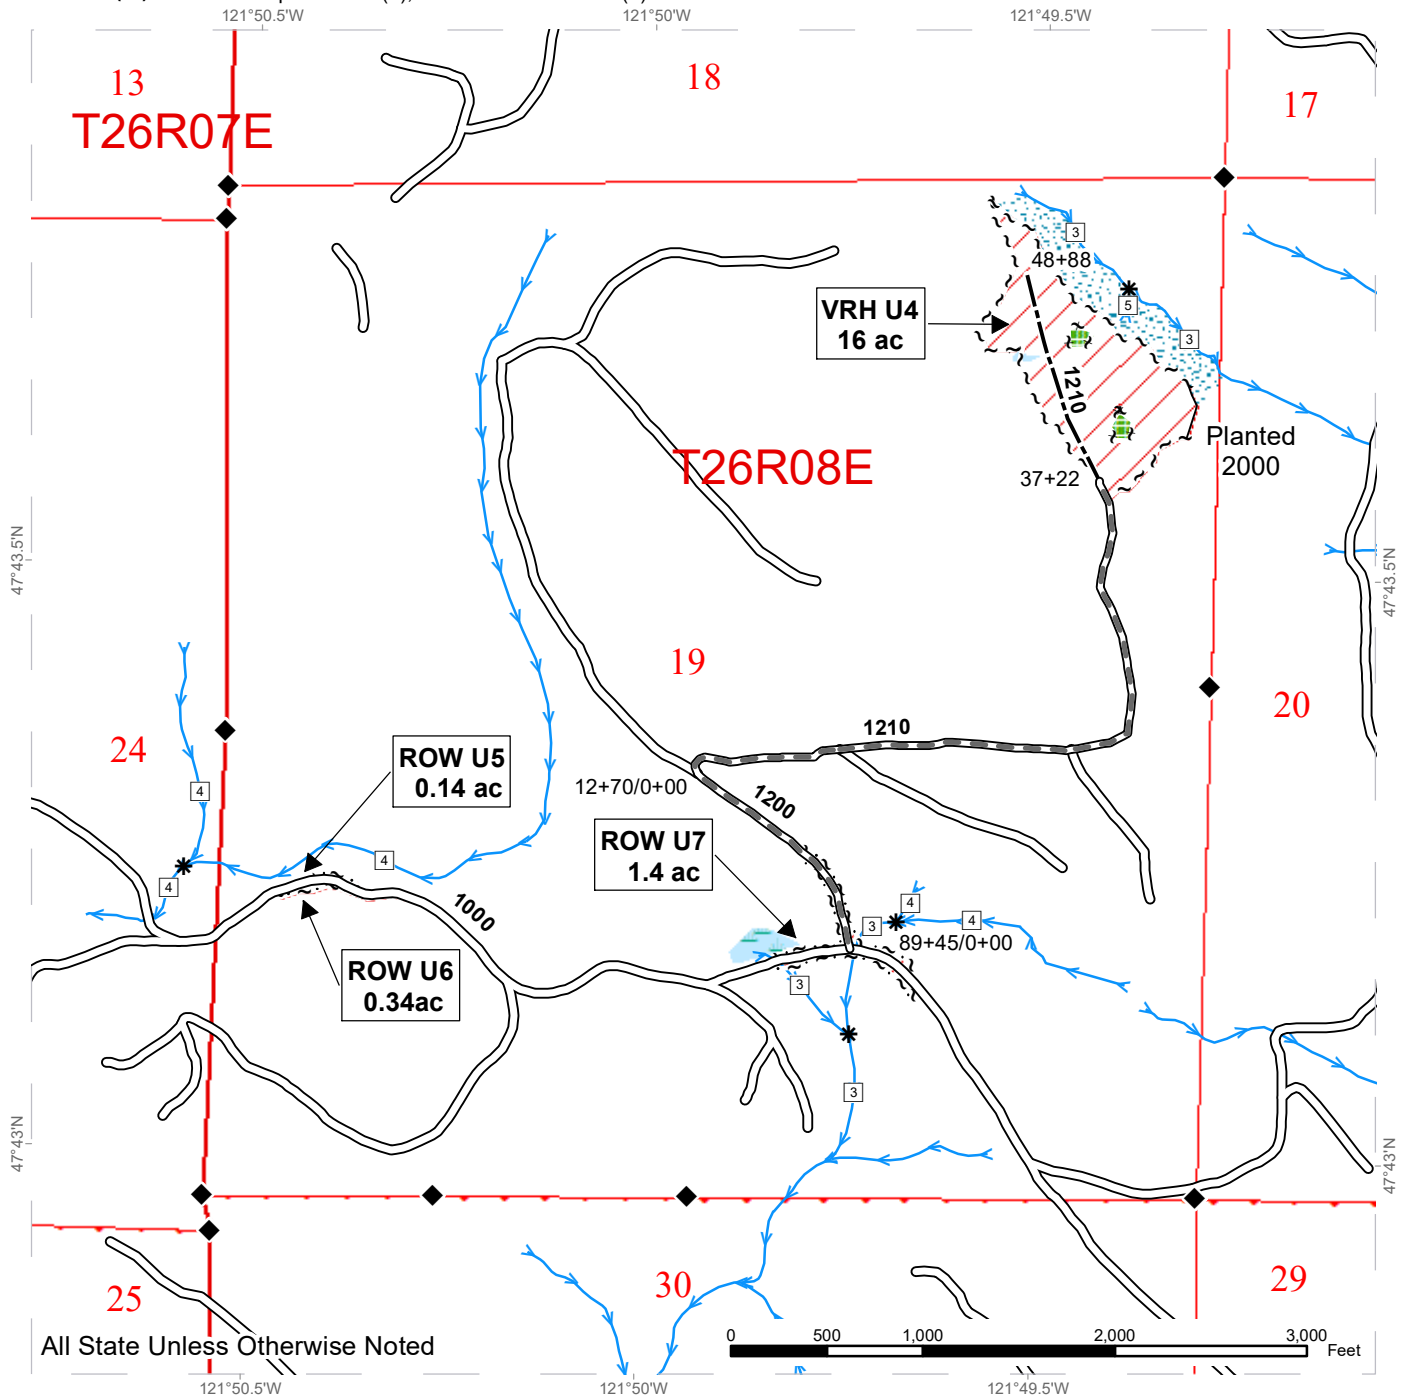 121°50.5'W
121°50'W
121°49.5'W
13
18
17
T26R07E
3
48+88
5
VRH U4
16 ac
3
1210
T26R08E
Planted
2000
37+22
47°43.5'N
47°43.5'N
19
20
24
1210
ROW U5
0.14 ac
12+70/0+00
1200
4
ROW U7
1.4 ac
4
4
1000
4
3
4
89+45/0+00
ROW U6
0.34ac
3
3
47°43'N
47°43'N
25
30
29
All State Unless Otherwise Noted
0
500
1,000
2,000
3,000
Feet
121°50.5'W
121°50'W
121°49.5'W